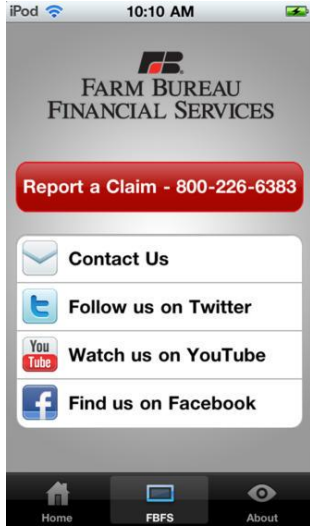 iPod
10:10 AM
FB
FARM BUREAU
FINANCIAL SERVICES
Report a Claim - 800-226-6383
Contact Us
Follow us on Twitter
You
Tube
Watch us on YouTube
Find us on Facebook
Home
FBFS
About